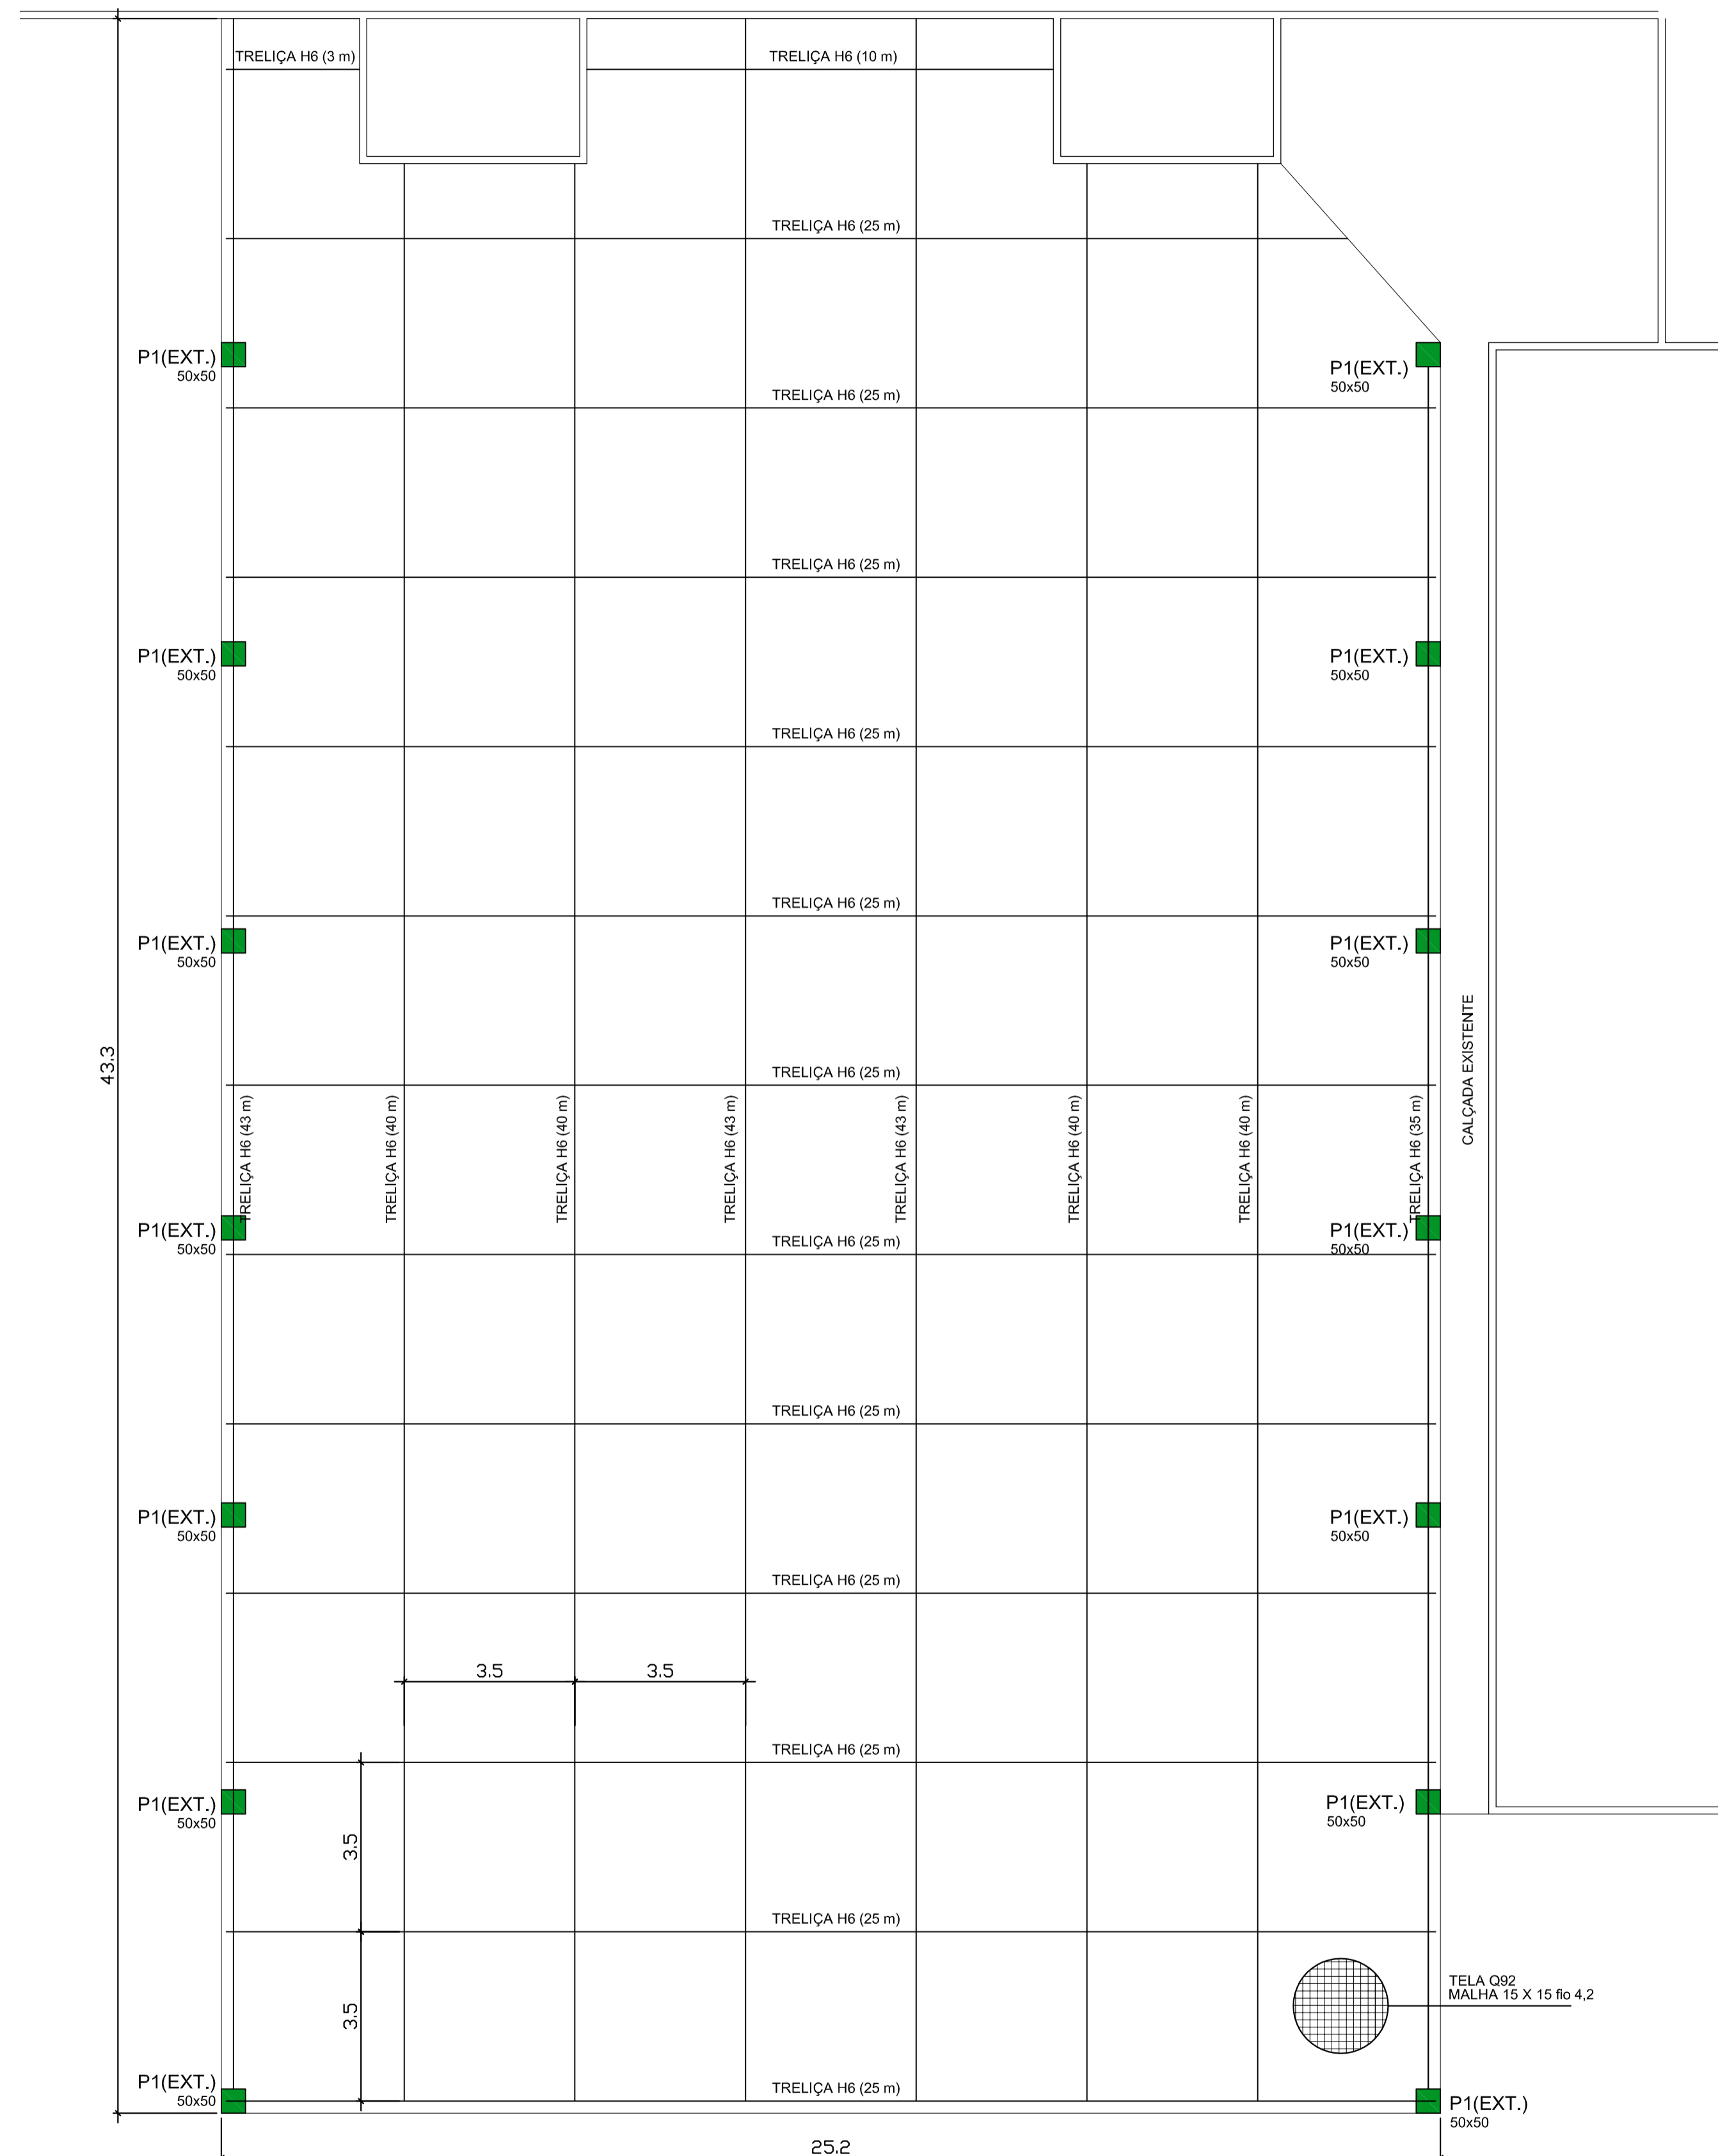 TRELIÇA H6 (3 m)
TRELIÇA H6 (10 m)
TRELIÇA H6 (25 m)
P1(EXT.)
50x50
P1(EXT.)
50x50
TRELIÇA H6 (25 m)
TRELIÇA H6 (25 m)
P1(EXT.)
50x50
P1(EXT.)
50x50
TRELIÇA H6 (25 m)
TRELIÇA H6 (25 m)
P1(EXT.)
50x50
P1(EXT.)
50x50
CALÇADA EXISTENTE
43.3
TRELIÇA H6 (25 m)
TRELIÇA H6 (43 m)
TRELIÇA H6 (40 m)
TRELIÇA H6 (40 m)
TRELIÇA H6 (43 m)
TRELIÇA H6 (43 m)
TRELIÇA H6 (40 m)
TRELIÇA H6 (40 m)
TRELIÇA H6 (35 m)
P1(EXT.)
50x50
P1(EXT.)
50x50
TRELIÇA H6 (25 m)
TRELIÇA H6 (25 m)
P1(EXT.)
50x50
P1(EXT.)
50x50
TRELIÇA H6 (25 m)
3.5
3.5
TRELIÇA H6 (25 m)
P1(EXT.)
50x50
P1(EXT.)
50x50
3.5
TRELIÇA H6 (25 m)
TELA Q92
MALHA 15 X 15 fio 4,2
3.5
P1(EXT.)
50x50
TRELIÇA H6 (25 m)
P1(EXT.)
50x50
25.2